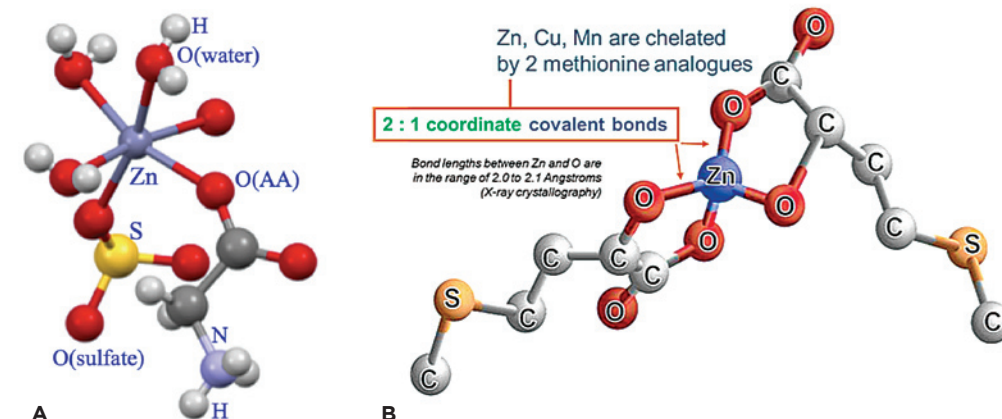 H
O(water)
Zn
O(AA)
S
O(sulfate)
N
H
A
Zn, Cu, Mn are chelated
by 2 methionine analogues
2 : 1 coordinate covalent bonds
Bond lengths between Zn and O are
in the range of 2.0 to 2.1 Angstroms
(X-ray crystallography)
O
C
O
C
Zn
C
O
O
O
C
C
C
C
C
O
S
S
C
C
C
B